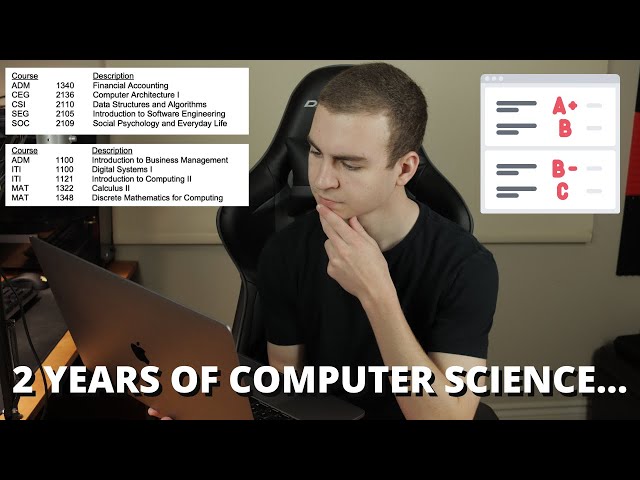 Course Description
ADM 1340 Financial Accounting
CEG 2136 Computer Architecture I
CSI 2110 Data Structures and Algorithms
SEG 2105 Introduction to Software Engineering
SOC 2109 Social Psychology and Everyday Life
Course Description
ADM 1100 Introduction to Business Management
ITI 1100 Digital Systems I
ITI 1121 Introduction to Computing II
MAT 1322 Calculus II
MAT 1348 Discrete Mathematics for Computing
A+
B
B-
C
2 YEARS OF COMPUTER SCIENCE...